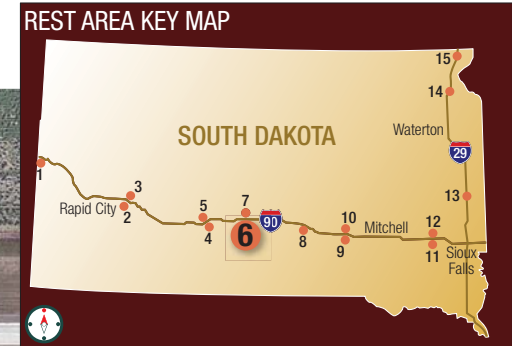 REST AREA KEY MAP
15
14
SOUTH DAKOTA
Waterton
29
1
3
Rapid City
2
13
5
7
4
6
90
8
10
9
Mitchell
12
11
Sioux
Falls